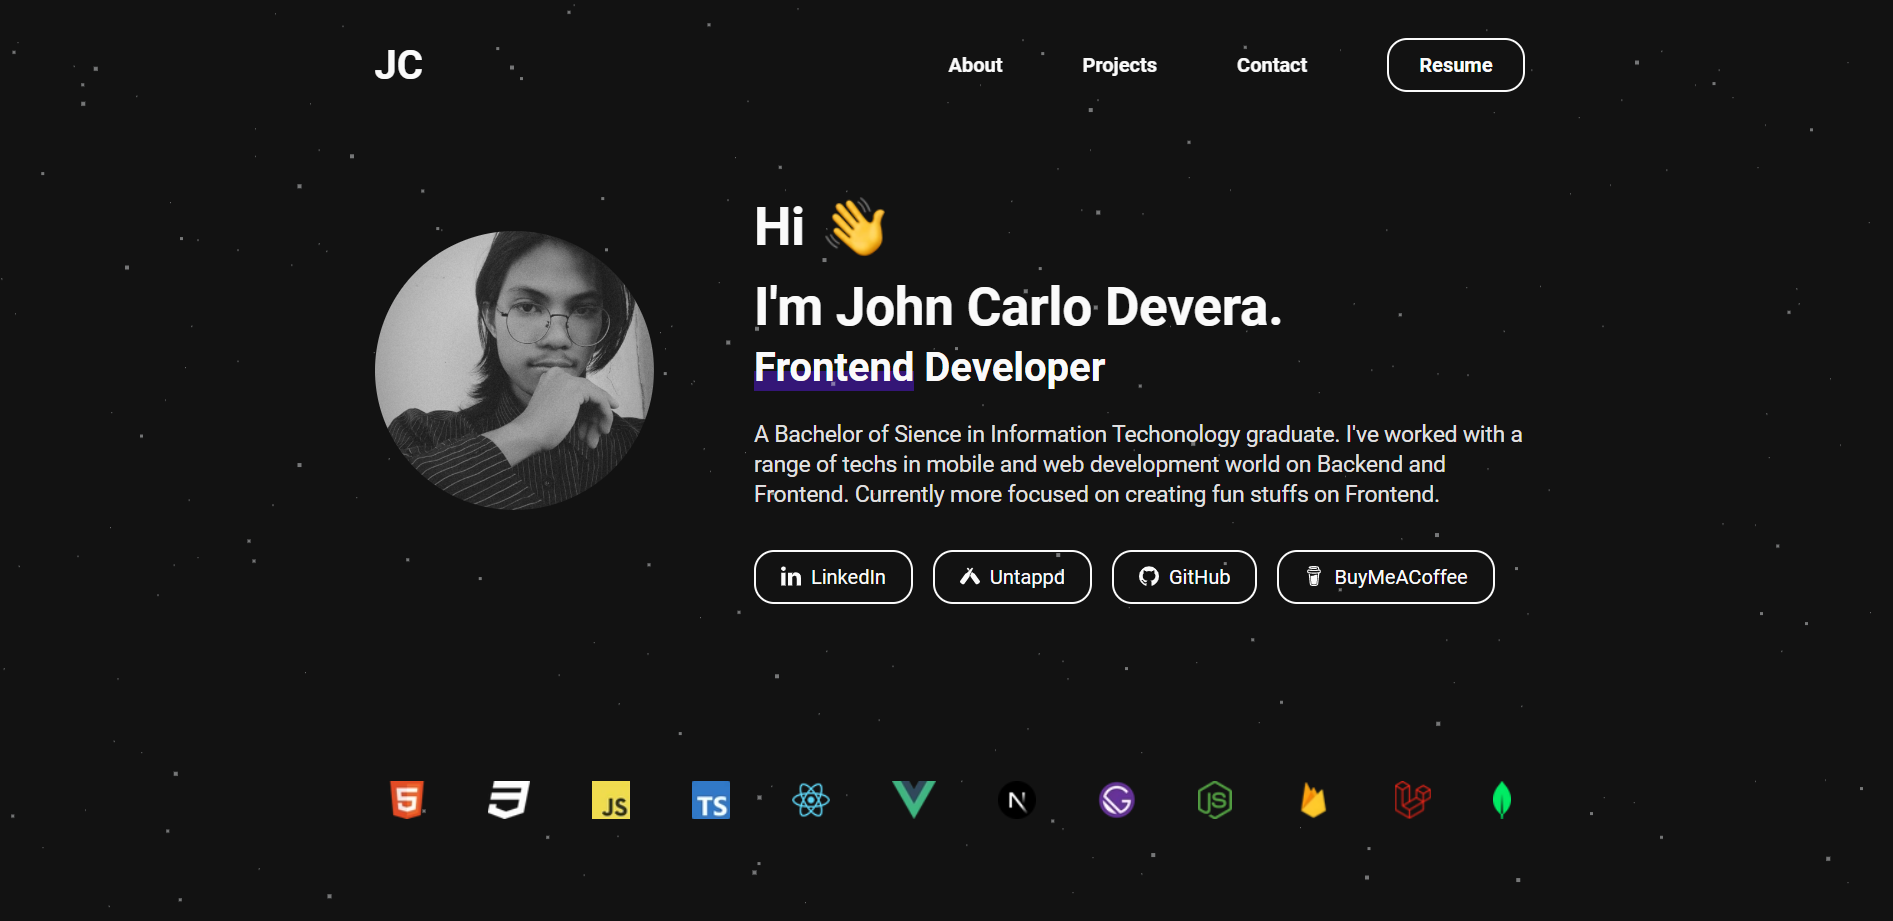 JC
About Projects Contact Resume
Hi 👋
I'm John Carlo Devera.
Frontend Developer
A Bachelor of Sience in Information Techonology graduate. I've worked with a
range of techs in mobile and web development world on Backend and
Frontend. Currently more focused on creating fun stuffs on Frontend.
LinkedIn Untappd GitHub BuyMeACoffee
5 3 JS TS N G JS